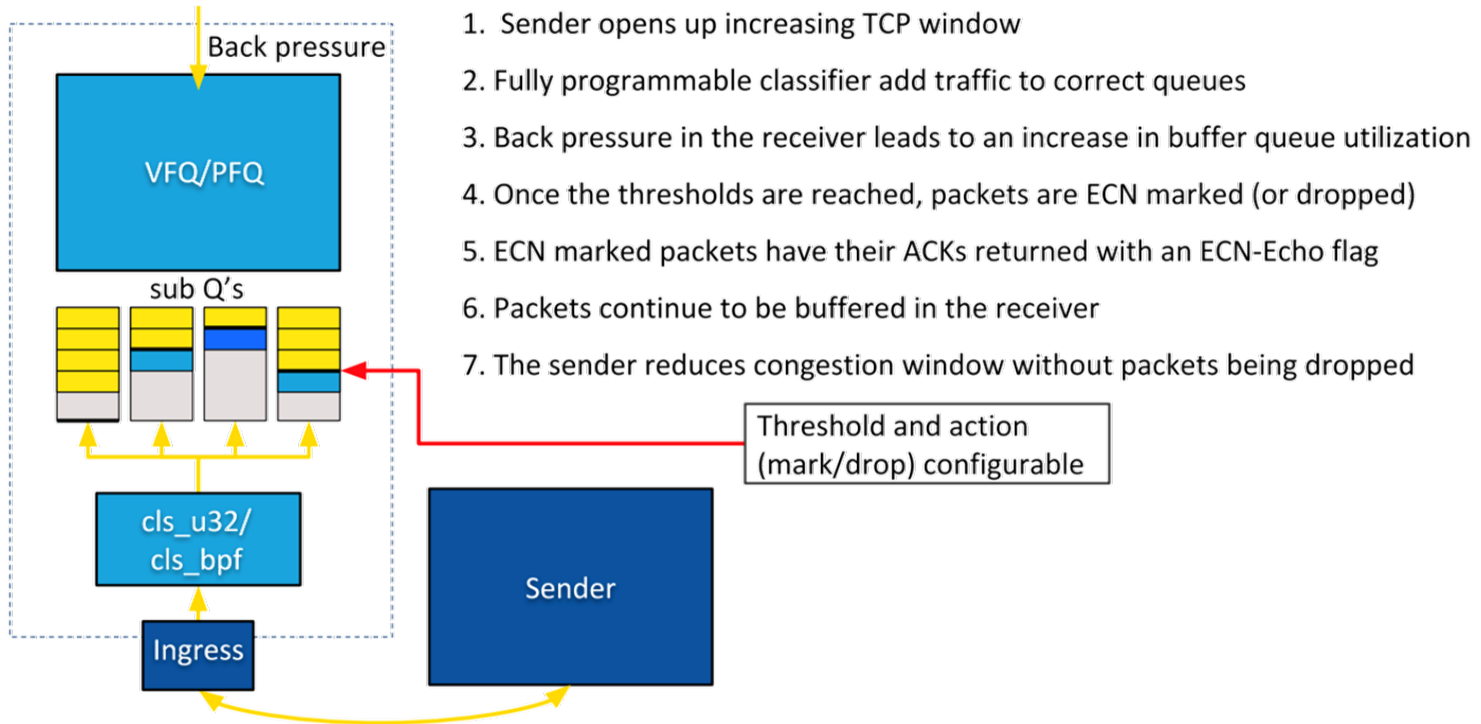 Back pressure
VFQ/PFQ
sub Q's
cls_u32/
cls_bpf
Ingress
Sender
1. Sender opens up increasing TCP window
2. Fully programmable classifier add traffic to correct queues
3. Back pressure in the receiver leads to an increase in buffer queue utilization
4. Once the thresholds are reached, packets are ECN marked (or dropped)
5. ECN marked packets have their ACKs returned with an ECN-Echo flag
6. Packets continue to be buffered in the receiver
7. The sender reduces congestion window without packets being dropped
Threshold and action
(mark/drop) configurable